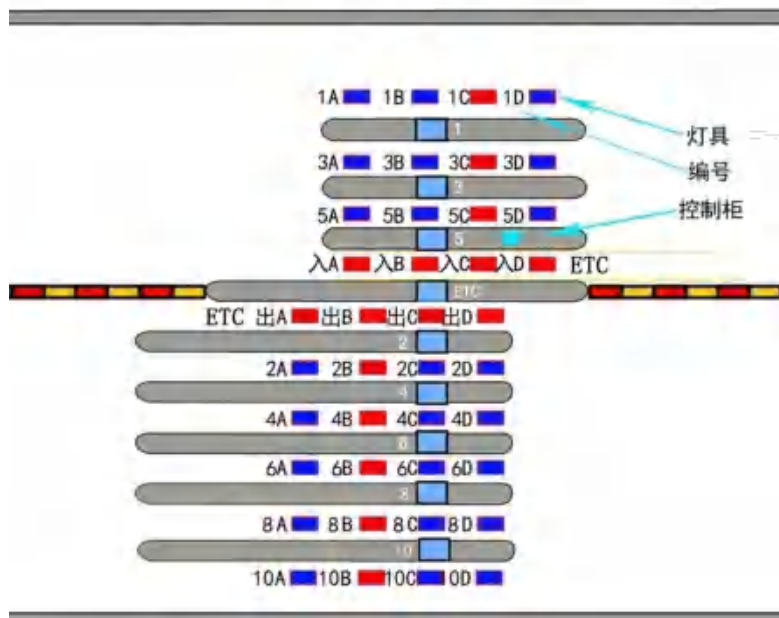 1A 1B 1C 1D
灯具
1
编号
3A 3B 3C 3D
3
控制柜
5A 5B 5C 5D
5
入A 入B 入C 入D ETC
ETC
ETC 出A 出B 出C 出D
2
2A 2B 2C 2D
4
4A 4B 4C 4D
6
6A 6B 6C 6D
8
8A 8B 8C 8D
10
10A 10B 10C 10D